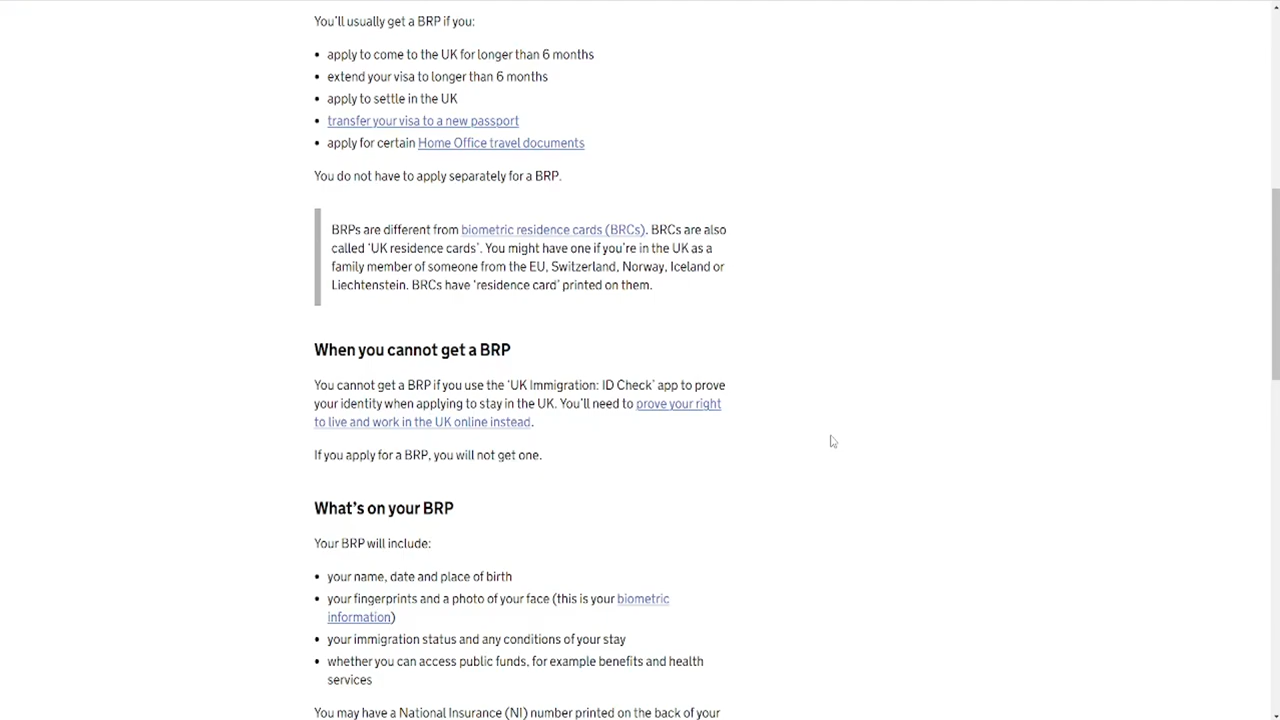 You'll usually get a BRP if you:
• apply to come to the UK for longer than 6 months
• extend your visa to longer than 6 months
• apply to settle in the UK
• transfer your visa to a new passport
• apply for certain Home Office travel documents
You do not have to apply separately for a BRP.
BRPs are different from biometric residence cards (BRCs). BRCs are also
called ‘UK residence cards’. You might have one if you're in the UK as a
family member of someone from the EU, Switzerland, Norway, Iceland or
Liechtenstein. BRCs have ‘residence card’ printed on them.
When you cannot get a BRP
You cannot get a BRP if you use the ‘UK Immigration: ID Check’ app to prove
your identity when applying to stay in the UK. You'll need to prove your right
to live and work in the UK online instead.
If you apply for a BRP, you will not get one.
What's on your BRP
Your BRP will include:
• your name, date and place of birth
• your fingerprints and a photo of your face (this is your biometric
information)
• your immigration status and any conditions of your stay
• whether you can access public funds, for example benefits and health
services
You may have a National Insurance (NI) number printed on the back of your